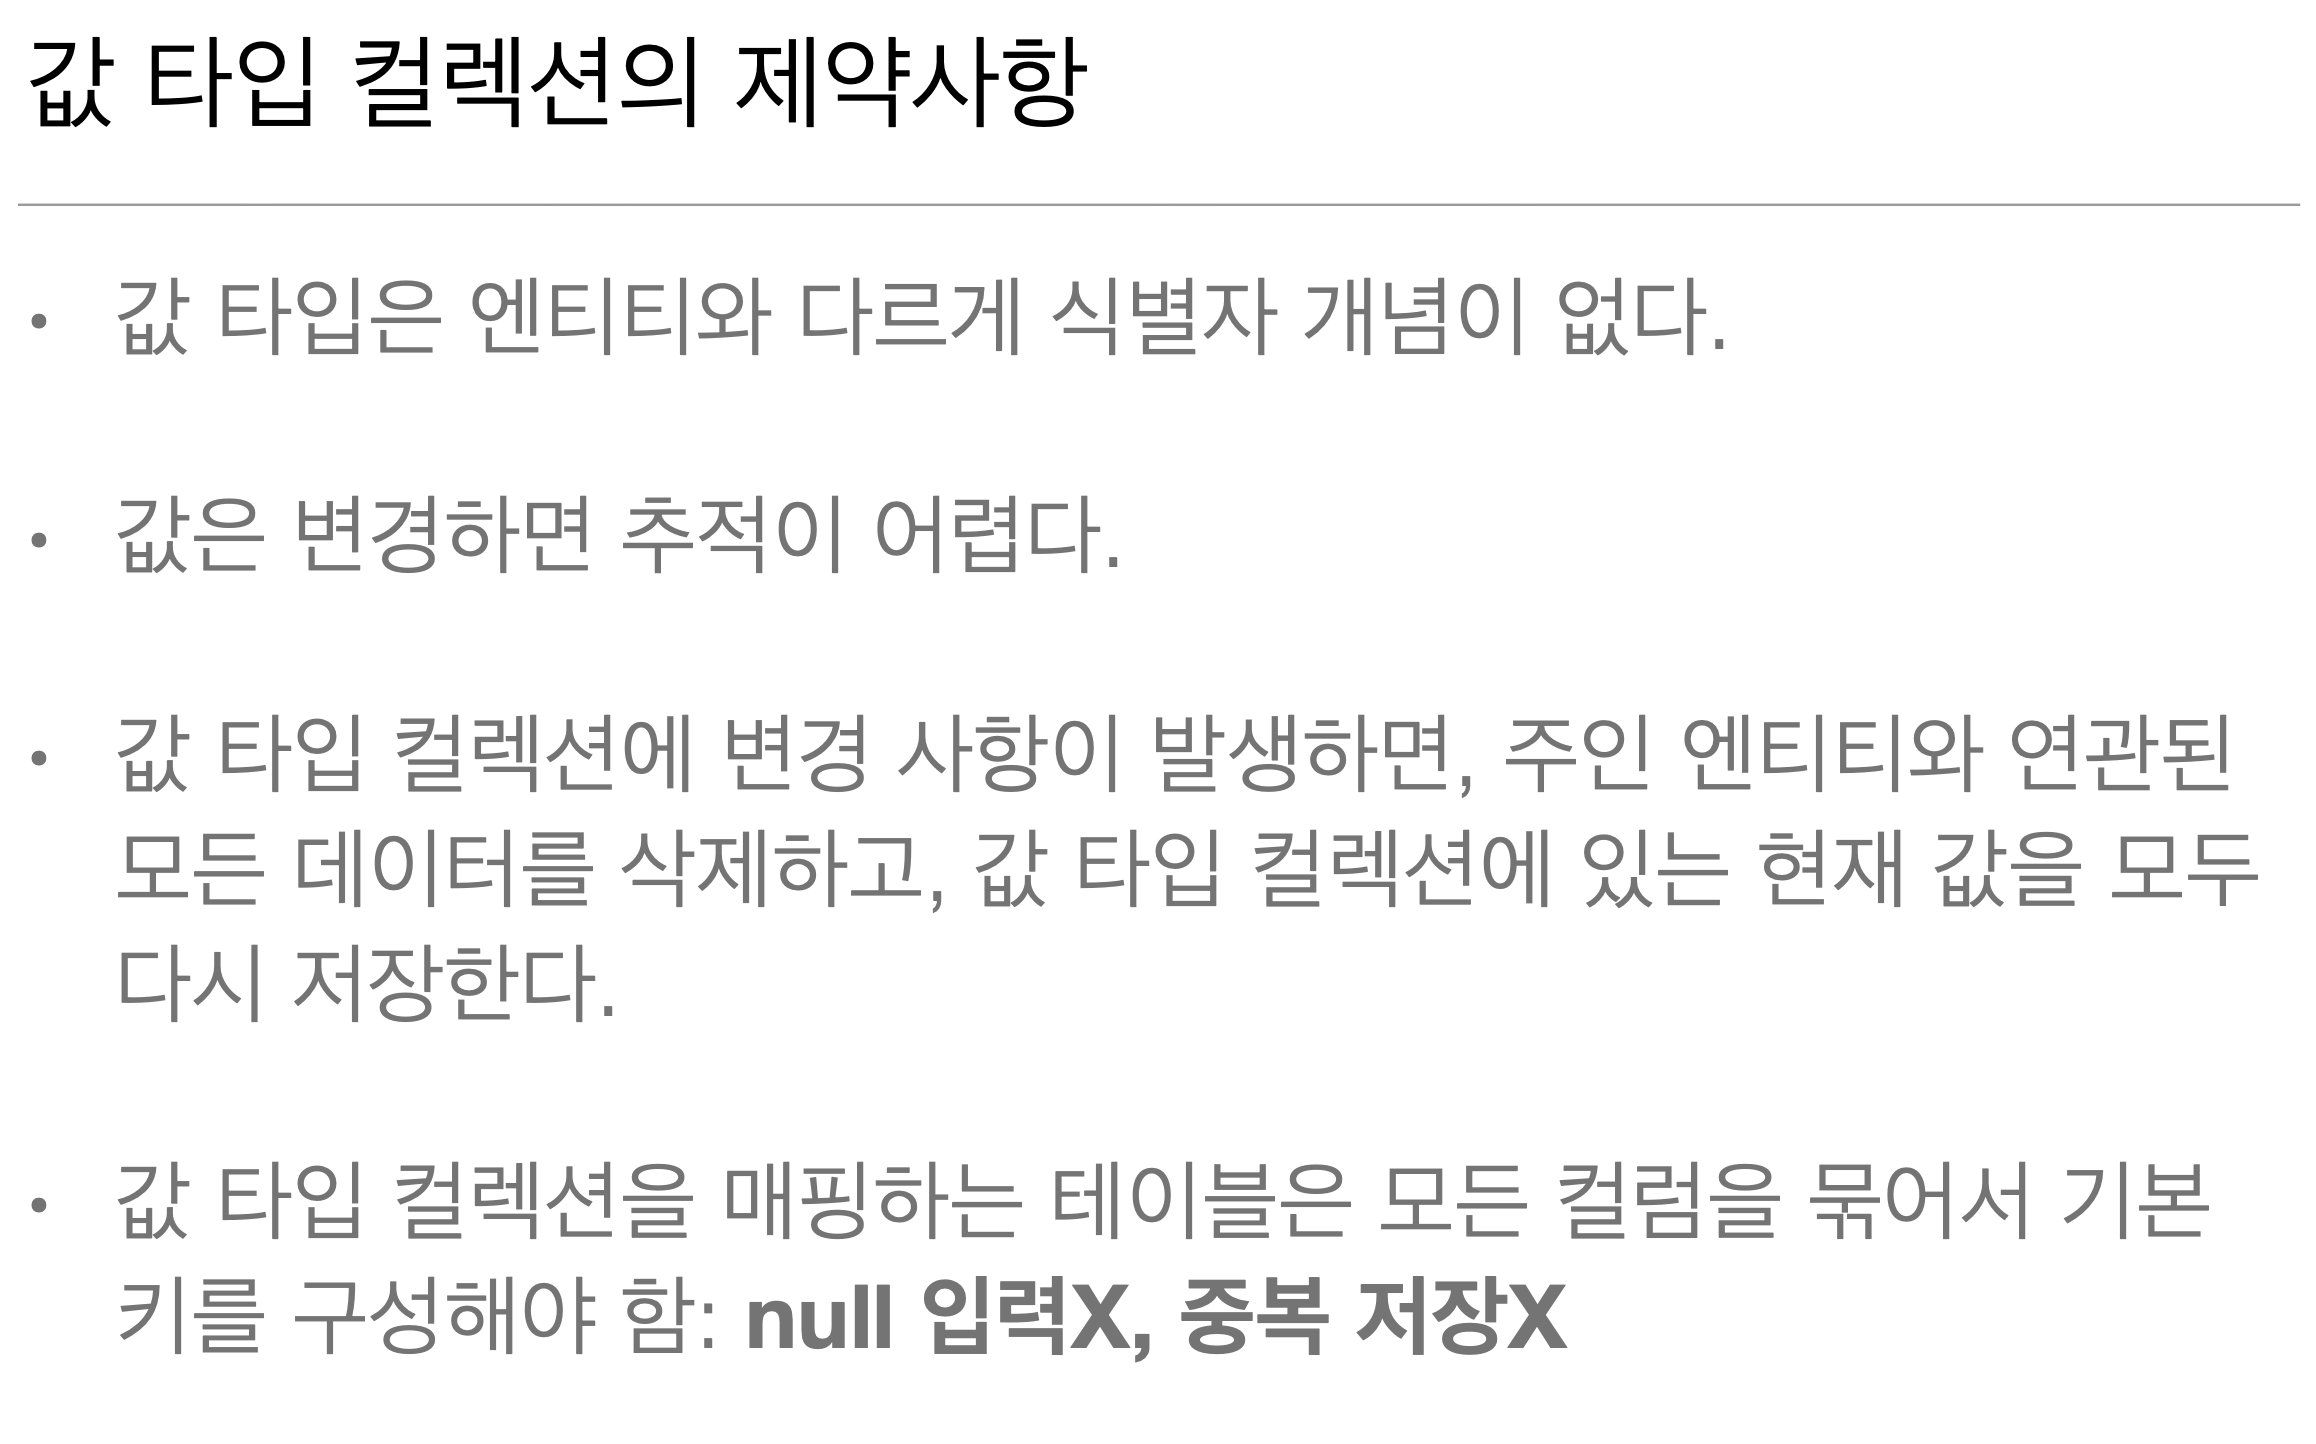 값 타입 컬렉션의 제약사항
• 값 타입은 엔티티와 다르게 식별자 개념이 없다.
• 값은 변경하면 추적이 어렵다.
• 값 타입 컬렉션에 변경 사항이 발생하면, 주인 엔티티와 연관된
모든 데이터를 삭제하고, 값 타입 컬렉션에 있는 현재 값을 모두
다시 저장한다.
• 값 타입 컬렉션을 매핑하는 테이블은 모든 컬럼을 묶어서 기본
키를 구성해야 함: null 입력X, 중복 저장X